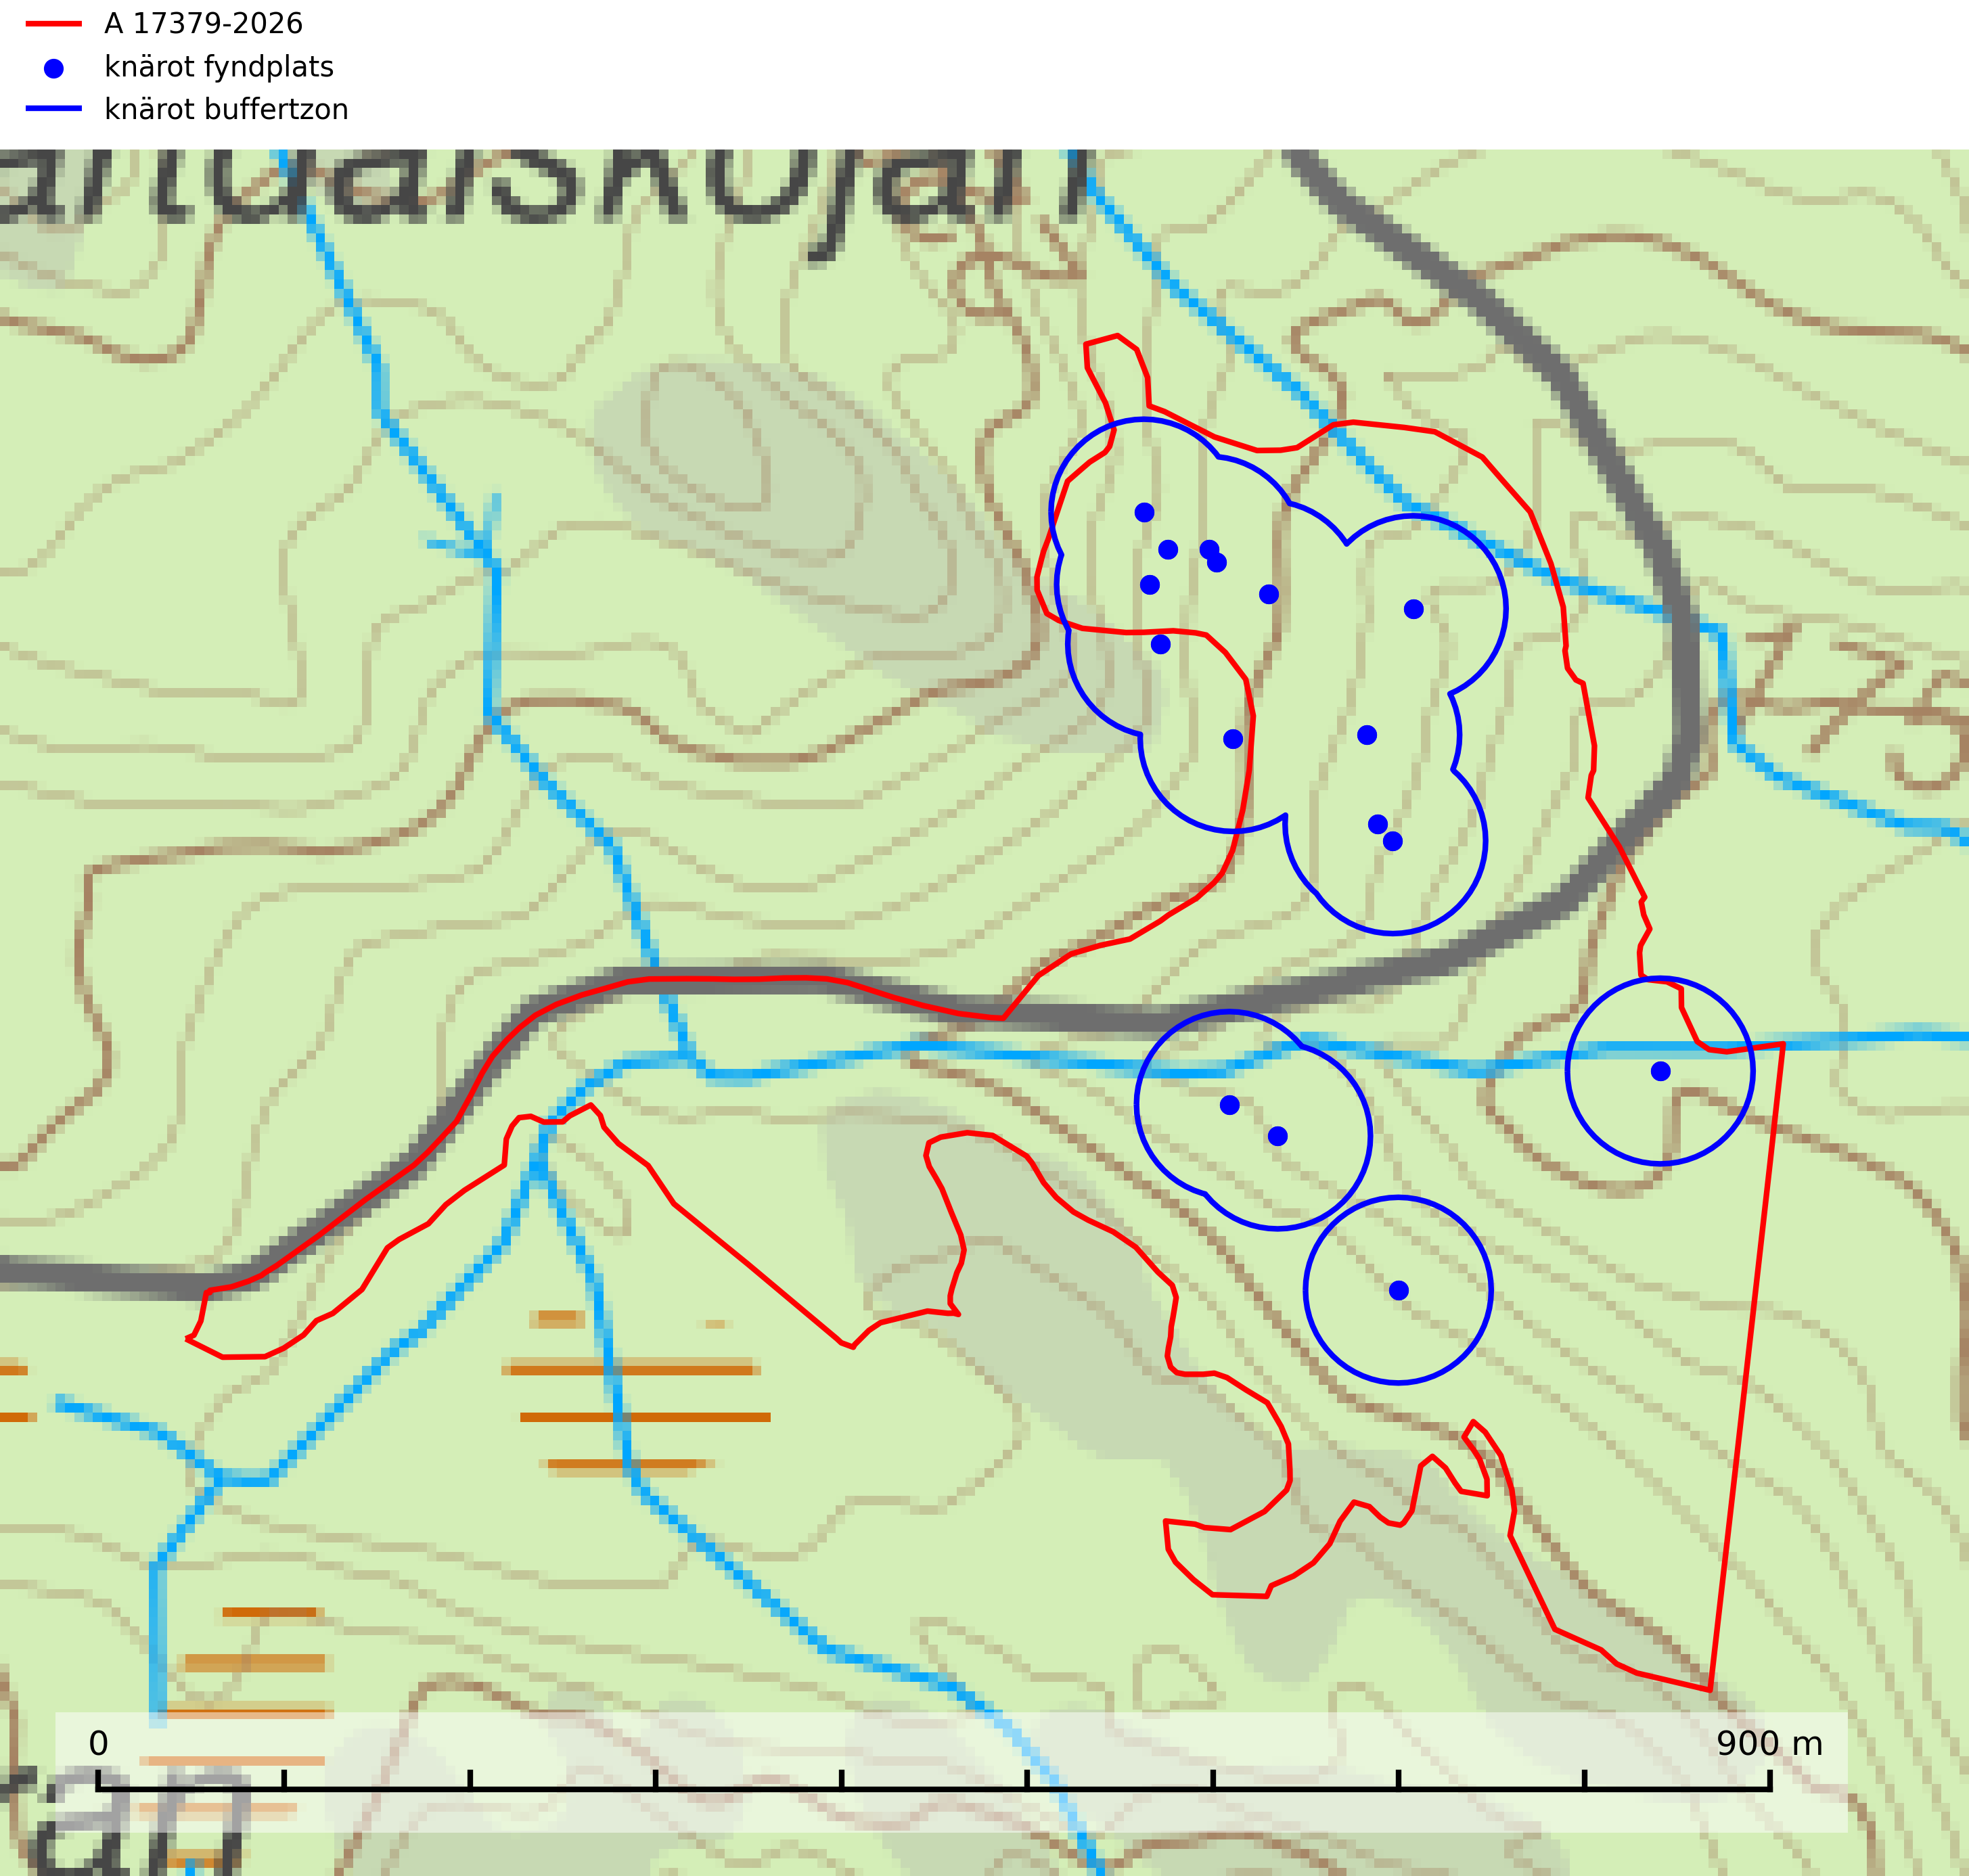 A 17379-2026
knärot fyndplats
knärot buffertzon
0
900 m